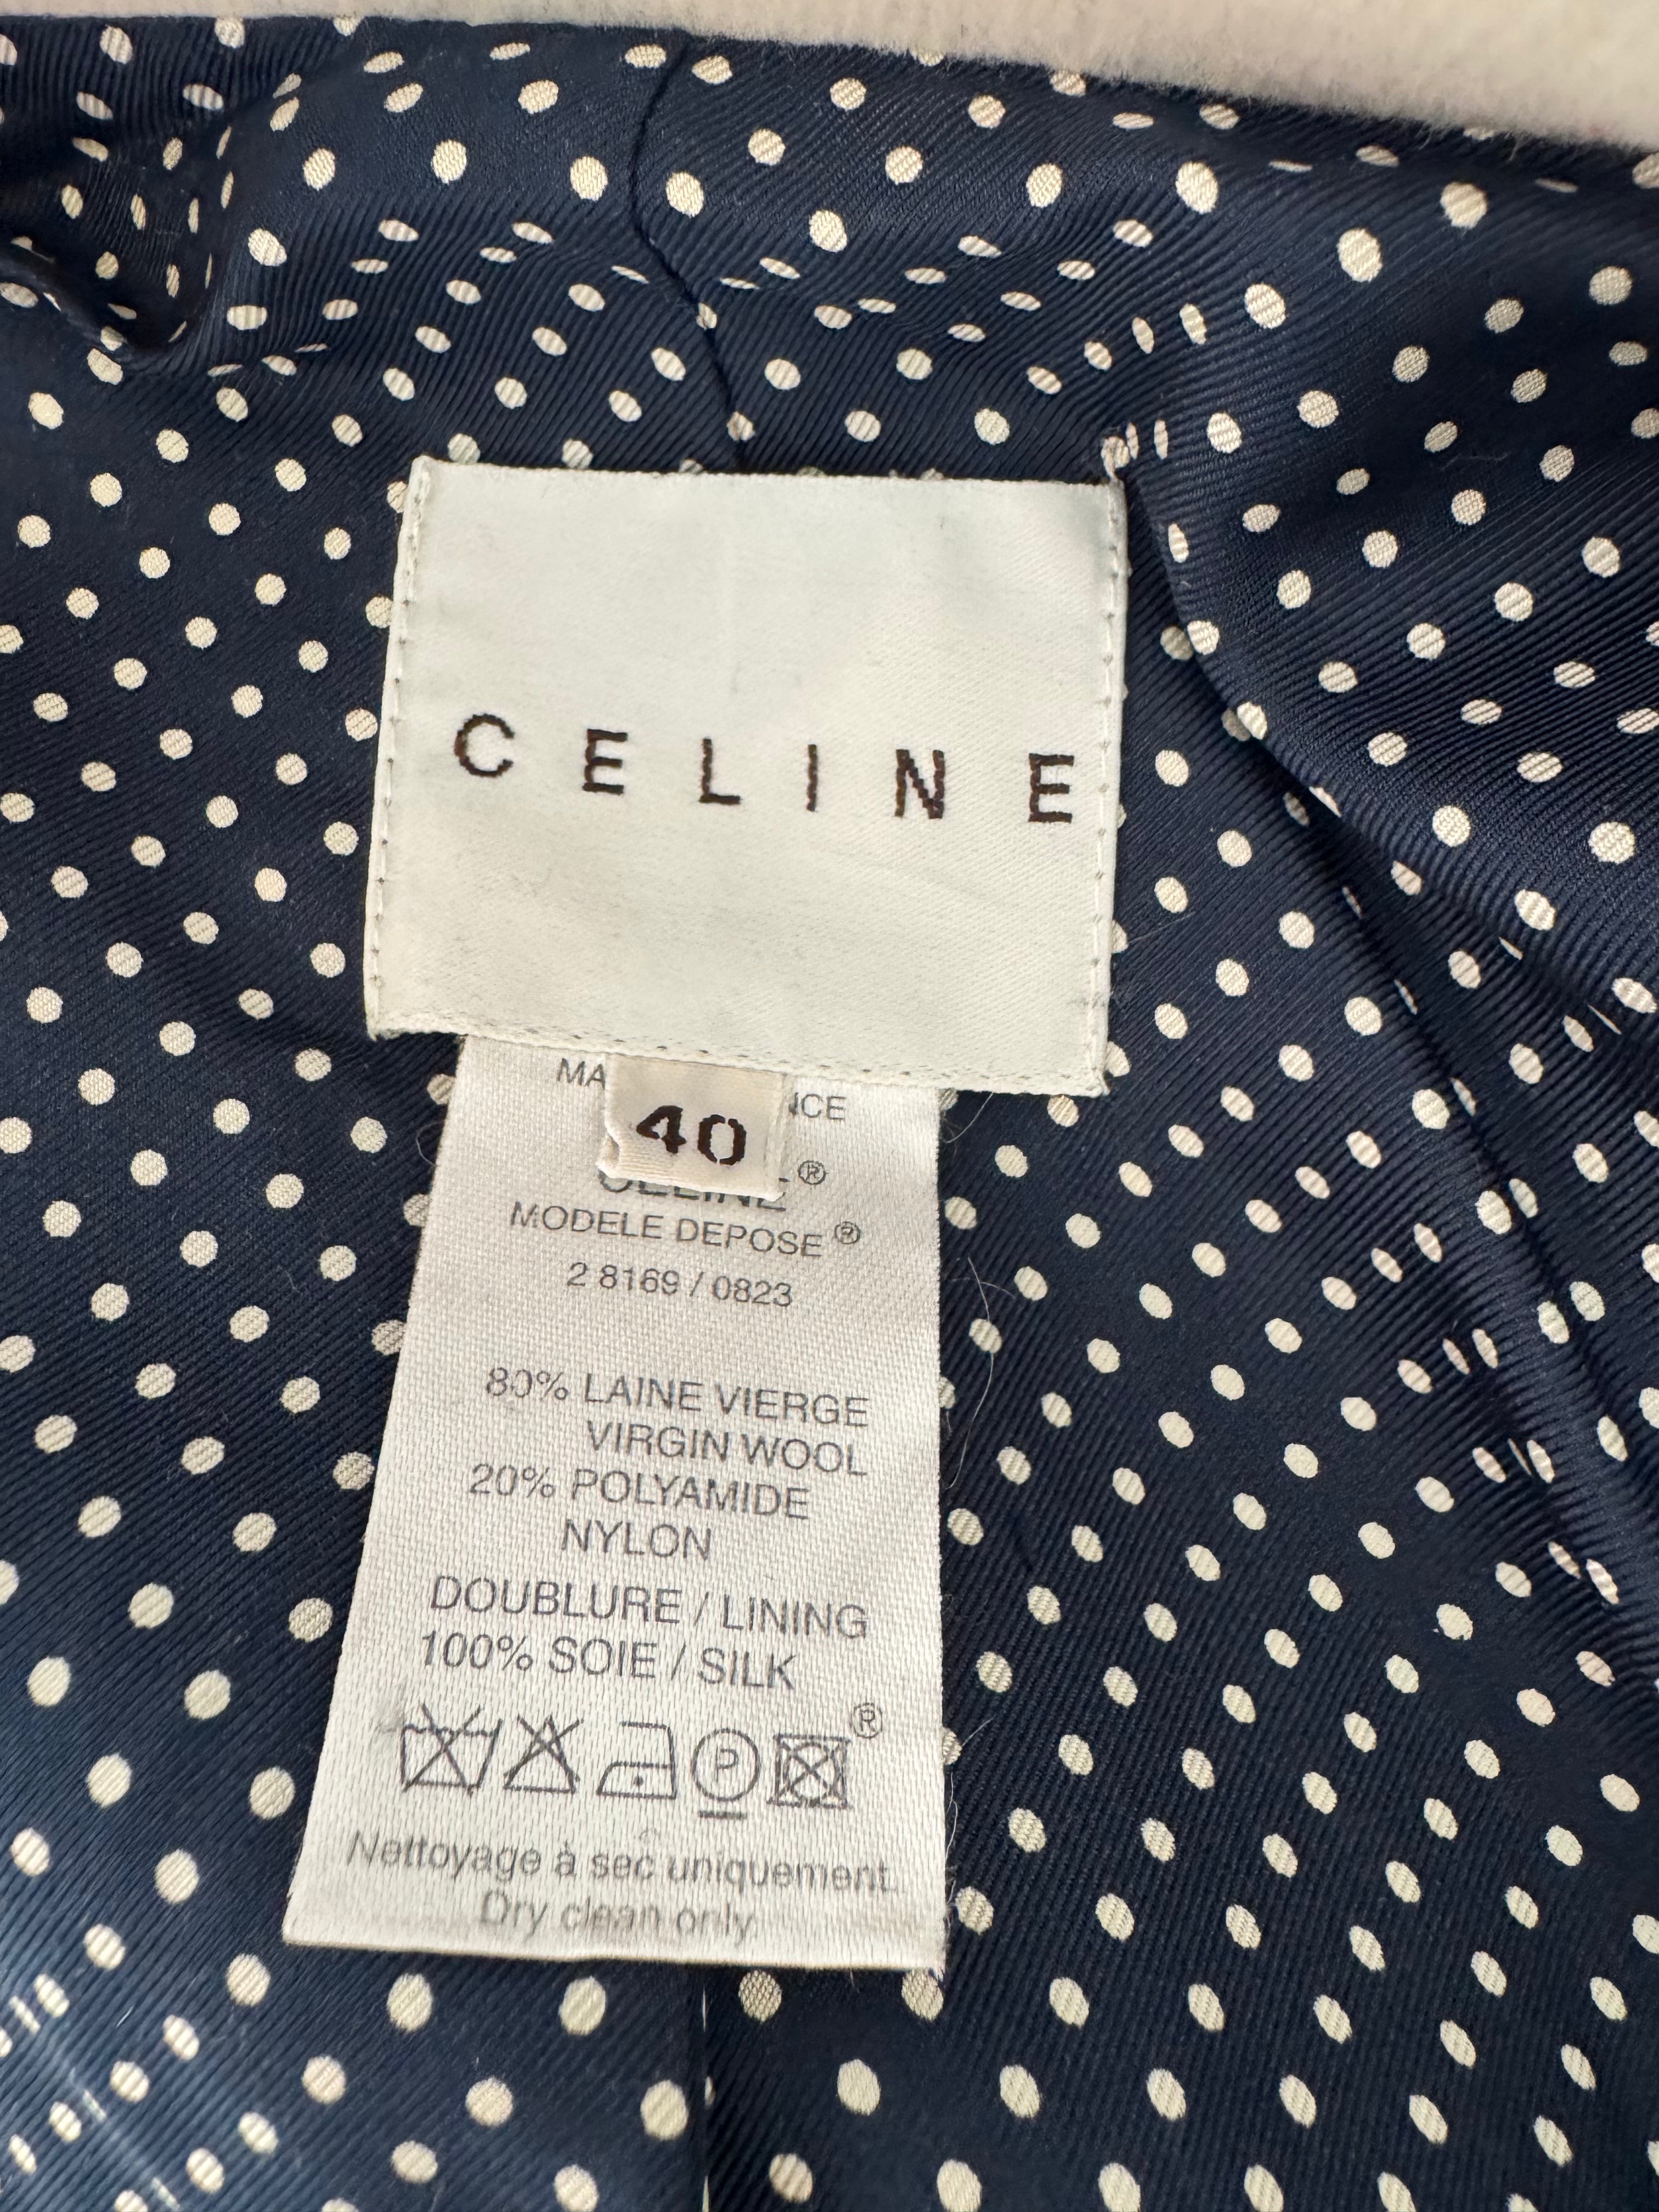 CELINE
40
CELINE®
MODELE DEPOSE®
2 8169 / 0823
80% LAINE VIERGE
VIRGIN WOOL
20% POLYAMIDE
NYLON
DOUBLURE / LINING
100% SOIE / SILK
P
®
Nettoyage à sec uniquement.
Dry clean only